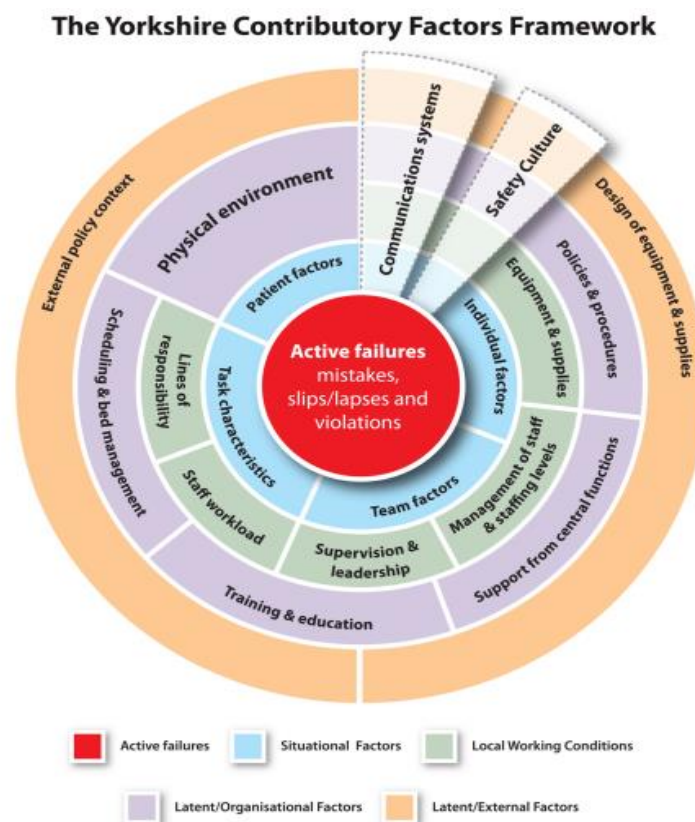 The Yorkshire Contributory Factors Framework
External policy context
Physical environment
Communications systems
Safety Culture
Design of equipment & supplies
Patient factors
Individual factors
Equipment & supplies
Policies & procedures
Scheduling & bed management
Lines of
responsibility
Task characteristics
Active failures
mistakes,
slips/lapses and
violations
Staff workload
Team factors
Supervision &
leadership
Management of staff
& staffing levels
Support from central functions
Training & education
Active failures
Situational Factors
Local Working Conditions
Latent/Organisational Factors
Latent/External Factors